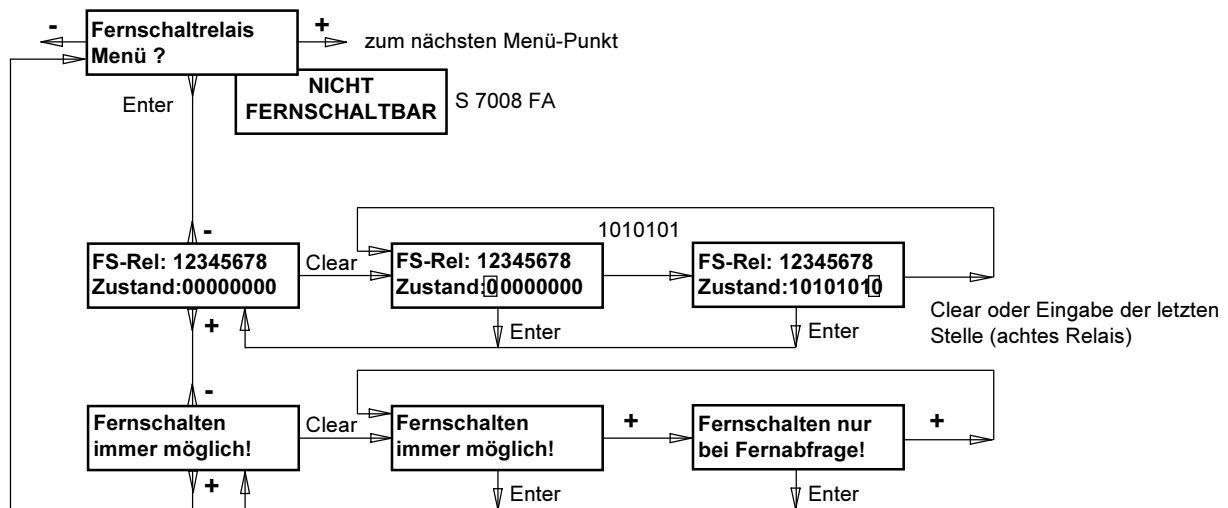 -
Fernschaltrelais
Menü ?
+
zum nächsten Menü-Punkt
Enter
NICHT
FERNSCHALTBAR
S 7008 FA
-
1010101
FS-Rel: 12345678
Zustand:00000000
Clear
FS-Rel: 12345678
Zustand:00000000
FS-Rel: 12345678
Zustand:10101010
+
Enter
Enter
Clear oder Eingabe der letzten
Stelle (achtes Relais)
-
Fernschalten
immer möglich!
Clear
Fernschalten
immer möglich!
+
Fernschalten nur
bei Fernabfrage!
+
+
Enter
Enter